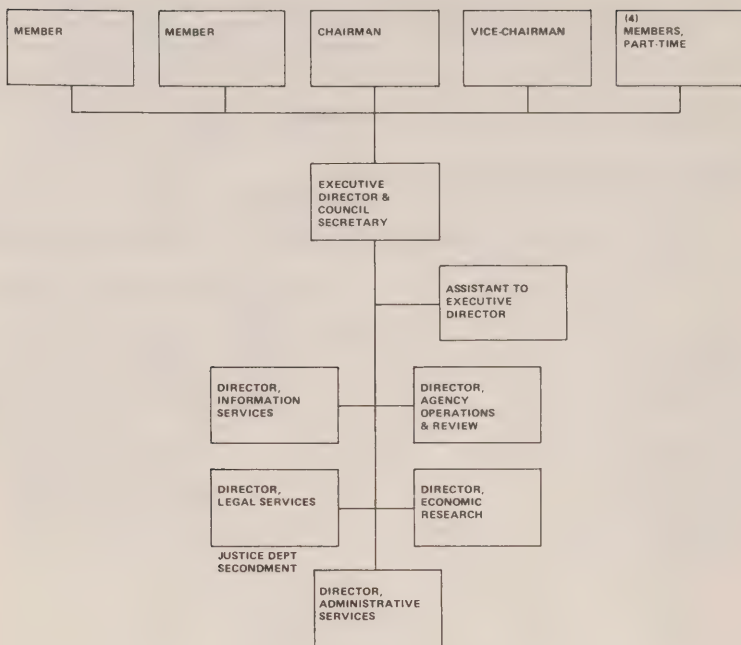 MEMBER
MEMBER
CHAIRMAN
VICE-CHAIRMAN
(4)
MEMBERS,
PART-TIME
EXECUTIVE
DIRECTOR &
COUNCIL
SECRETARY
ASSISTANT TO
EXECUTIVE
DIRECTOR
DIRECTOR,
INFORMATION
SERVICES
DIRECTOR,
AGENCY
OPERATIONS
& REVIEW
DIRECTOR,
LEGAL SERVICES
JUSTICE DEPT
SECONDMENT
DIRECTOR,
ECONOMIC
RESEARCH
DIRECTOR,
ADMINISTRATIVE
SERVICES